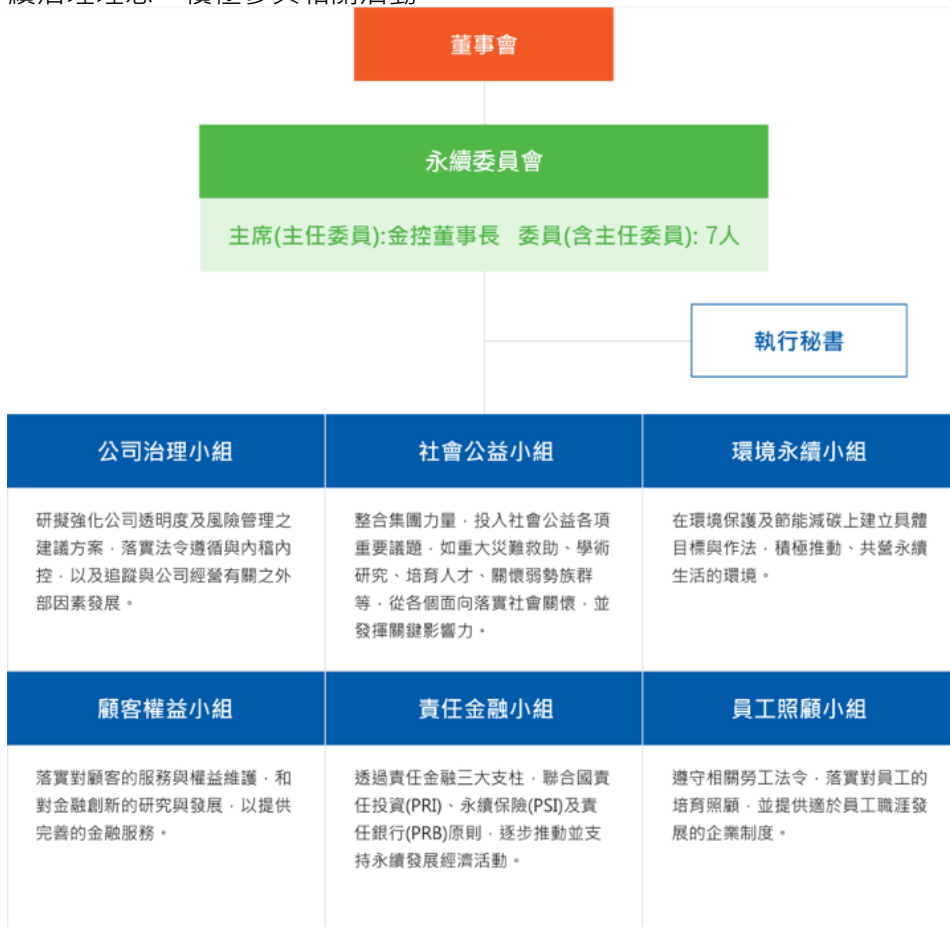 續治理理念，積極參與相關活動
董事會
永續委員會
主席(主任委員):金控董事長 委員(含主任委員): 7人
執行秘書
公司治理小組
研擬強化公司透明度及風險管理之
建議方案，落實法令遵循與內稽內
控，以及追蹤與公司經營有關之外
部因素發展。
社會公益小組
整合集團力量，投入社會公益各項
重要議題，如重大災難救助、學術
研究、培育人才、關懷弱勢族群
等，從各個面向落實社會關懷，並
發揮關鍵影響力。
環境永續小組
在環境保護及節能減碳上建立具體
目標與作法，積極推動、共營永續
生活的環境。
顧客權益小組
落實對顧客的服務與權益維護，和
對金融創新的研究與發展，以提供
完善的金融服務。
責任金融小組
透過責任金融三大支柱，聯合國責
任投資(PRI)、永續保險(PSI)及責
任銀行(PRB)原則，逐步推動並支
持永續發展經濟活動。
員工照顧小組
遵守相關勞工法令，落實對員工的
培育照顧，並提供適於員工職涯發
展的企業制度。